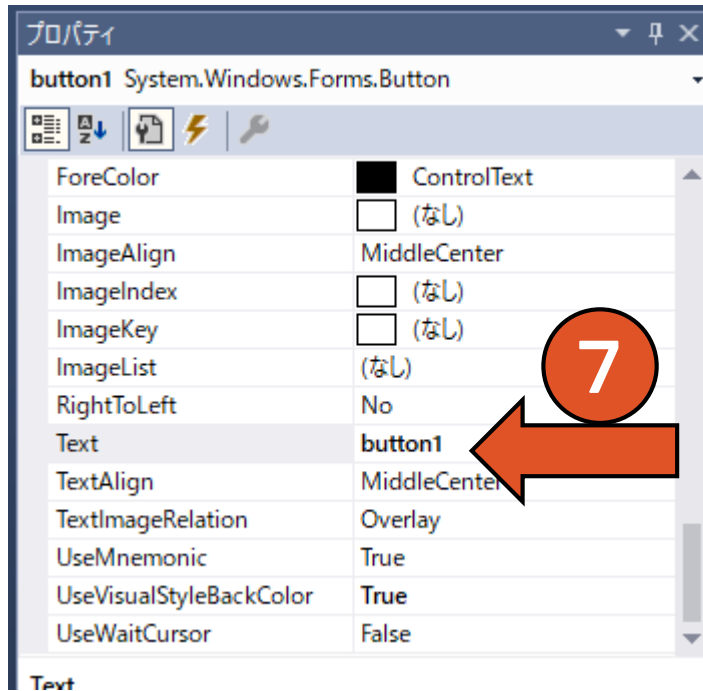 プロパティ
button1 System.Windows.Forms.Button
ForeColor ControlText
Image (なし)
ImageAlign MiddleCenter
ImageIndex (なし)
ImageKey (なし)
ImageList (なし)
7
RightToLeft No
Text button1
TextAlign MiddleCenter
TextImageRelation Overlay
UseMnemonic True
UseVisualStyleBackColor True
UseWaitCursor False
Text